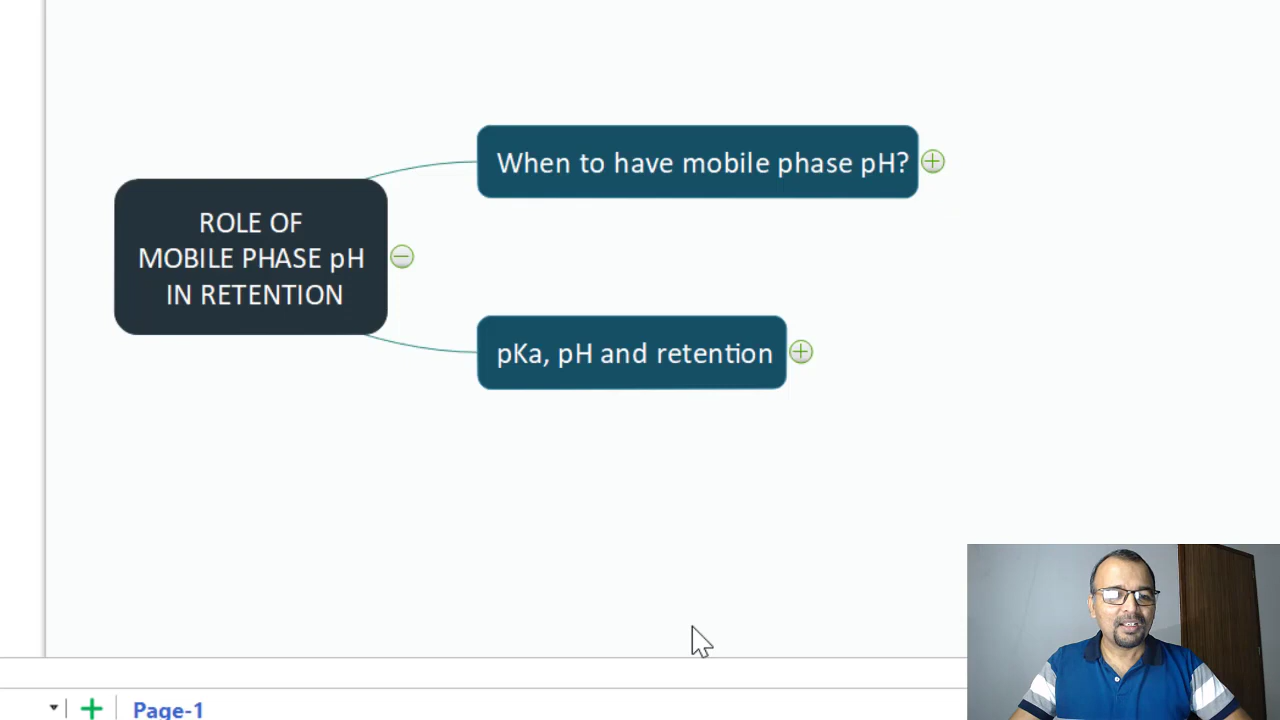 When to have mobile phase pH?
ROLE OF
MOBILE PHASE pH
IN RETENTION
pKa, pH and retention
Page-1